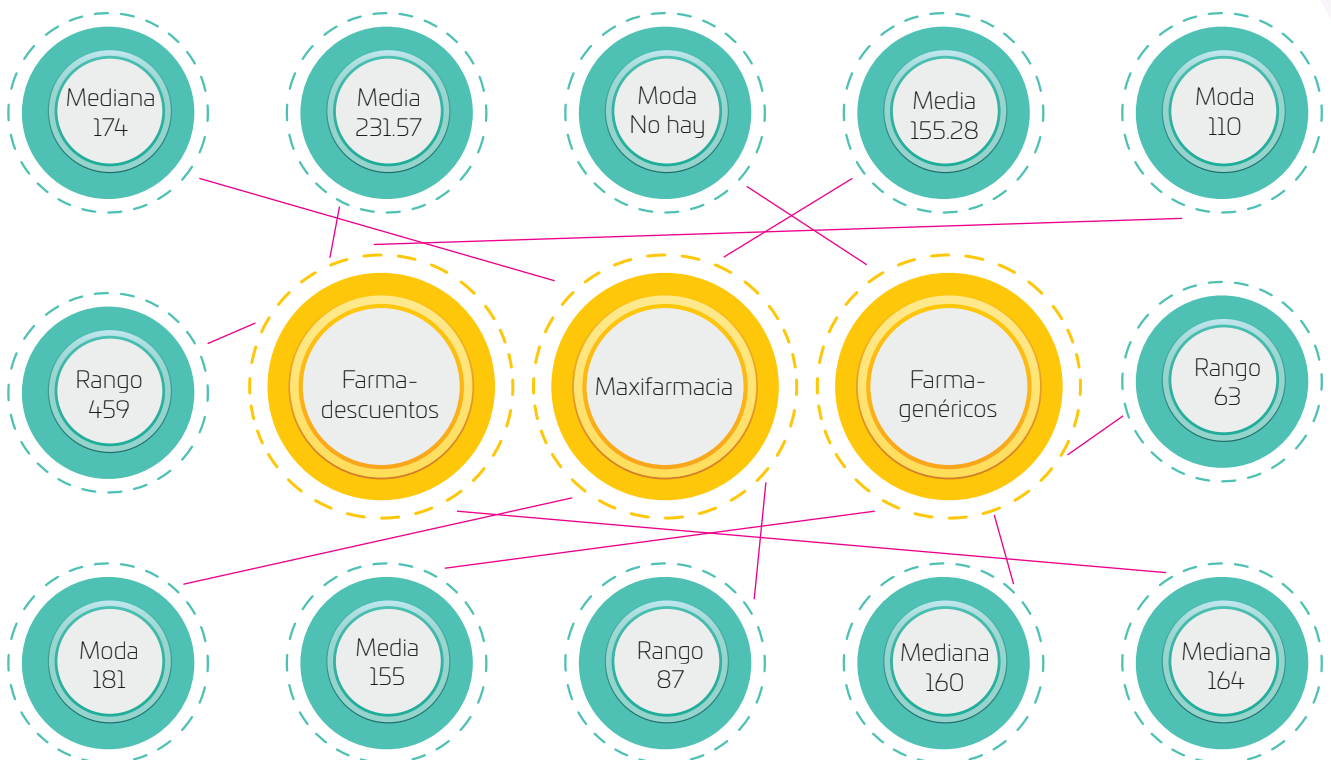 Mediana
174
Media
231.57
Moda
No hay
Media
155.28
Moda
110
Rango
459
Farma-
descuentos
Maxifarmacia
Farma-
genéricos
Rango
63
Moda
181
Media
155
Rango
87
Mediana
160
Mediana
164